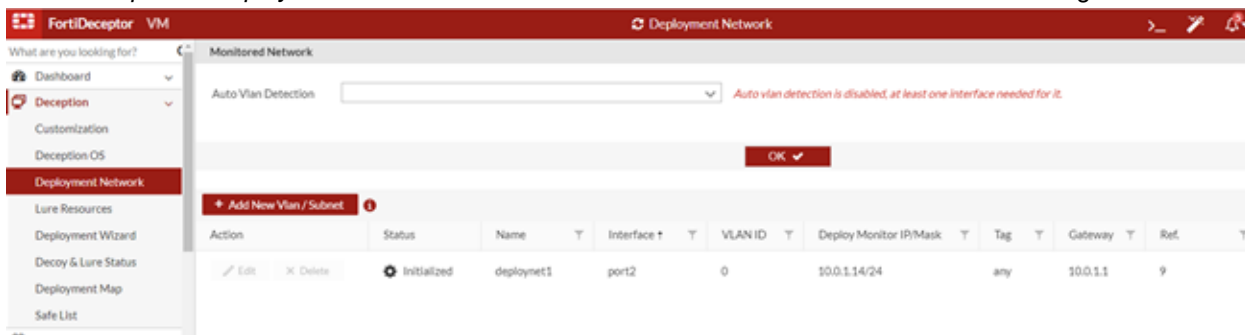 FortiDeceptor VM
Deployment Network
What are you looking for?
Dashboard
Deception
Customization
Deception OS
Deployment Network
Lure Resources
Deployment Wizard
Decoy & Lure Status
Deployment Map
Safe List
Monitored Network
Auto Vlan Detection
Auto vlan detection is disabled, at least one interface needed for it.
OK
+ Add New Vlan / Subnet
Action Status Name Interface VLAN ID Deploy Monitor IP/Mask Tag Gateway Ref.
Edit Delete Initialized deploynet1 port2 0 10.0.1.14/24 any 10.0.1.1 9